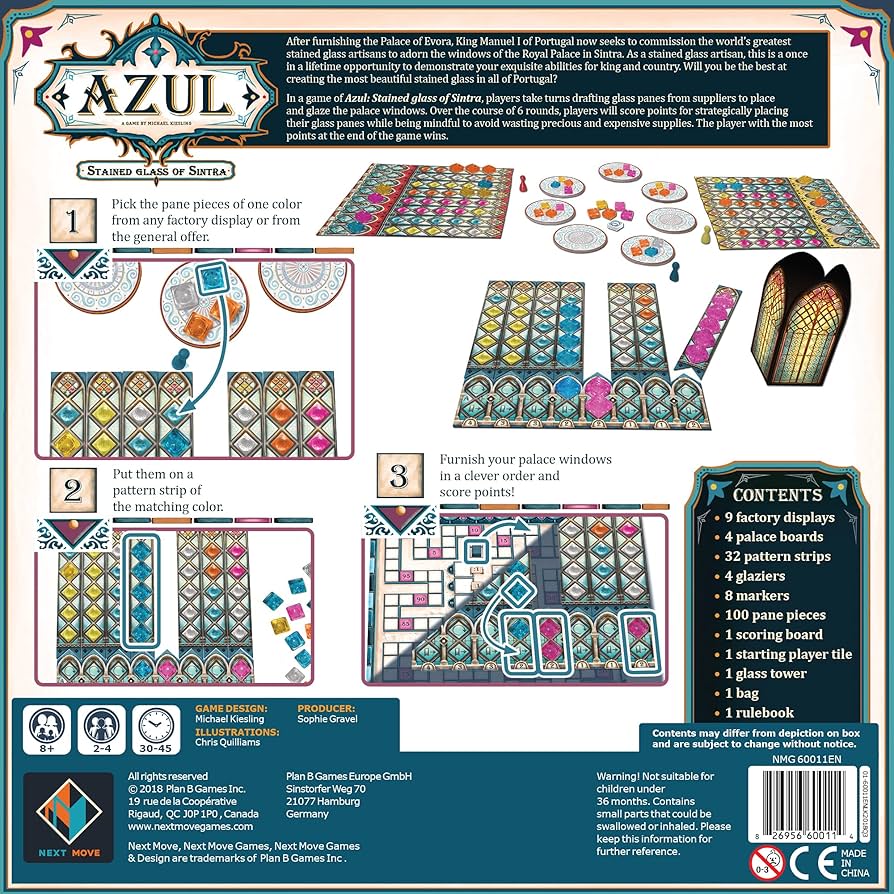 AZUL
A GAME BY MICHAEL KIESLING
STAINED GLASS OF SINTRA
After furnishing the Palace of Evora, King Manuel I of Portugal now seeks to commission the world's greatest
stained glass artisans to adorn the windows of the Royal Palace in Sintra. As a stained glass artisan, this is a once
in a lifetime opportunity to demonstrate your exquisite abilities for king and country. Will you be the best at
creating the most beautiful stained glass in all of Portugal?
In a game of Azul: Stained glass of Sintra, players take turns drafting glass panes from suppliers to place
and glaze the palace windows. Over the course of 6 rounds, players will score points for strategically placing
their glass panes while being mindful to avoid wasting precious and expensive supplies. The player with the most
points at the end of the game wins.
1
Pick the pane pieces of one color
from any factory display or from
the general offer.
2
Put them on a
pattern strip of
the matching color.
3
Furnish your palace windows
in a clever order and
score points!
CONTENTS
• 9 factory displays
• 4 palace boards
• 32 pattern strips
• 4 glaziers
• 8 markers
• 100 pane pieces
• 1 scoring board
• 1 starting player tile
• 1 glass tower
• 1 bag
• 1 rulebook
8+
2-4
30-45
GAME DESIGN:
Michael Kiesling
ILLUSTRATIONS:
Chris Quilliams
PRODUCER:
Sophie Gravel
Contents may differ from depiction on box
and are subject to change without notice.
NMG 60011EN
NEXT MOVE
All rights reserved
© 2018 Plan B Games Inc.
19 rue de la Coopérative
Rigaud, QC J0P 1P0, Canada
www.nextmovegames.com
Next Move, Next Move Games, Next Move
& Design are trademarks of Plan B Games Inc.
Plan B Games Europe GmbH
Sinstorfer Weg 70
21077 Hamburg
Germany
Warning! Not suitable for
children under
36 months. Contains
small parts that could be
swallowed or inhaled. Please
keep this information for
further reference.
8 26956 60011 4
0-3
CE
MADE
IN
CHINA